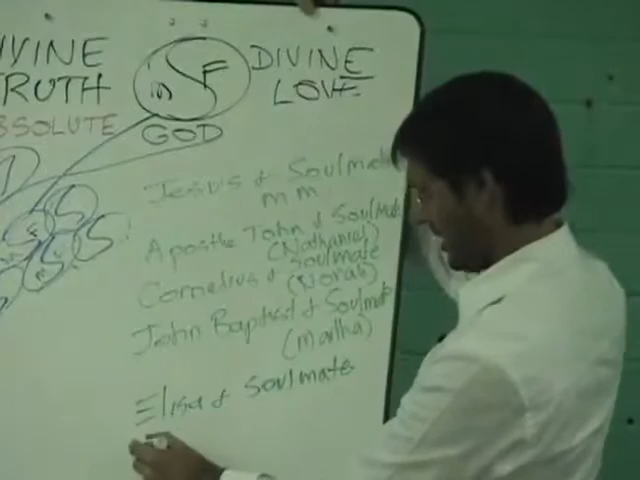 DIVINE
TRUTH
ABSOLUTE
GOD
DIVINE
LOVE
Jesus & Soulmate
mm
Apostle John & Soulmate
(Nathaniel)
Cornelius & Soulmate
(Norah)
John Baptist & Soulmate
(Martha)
Elisa & Soulmate